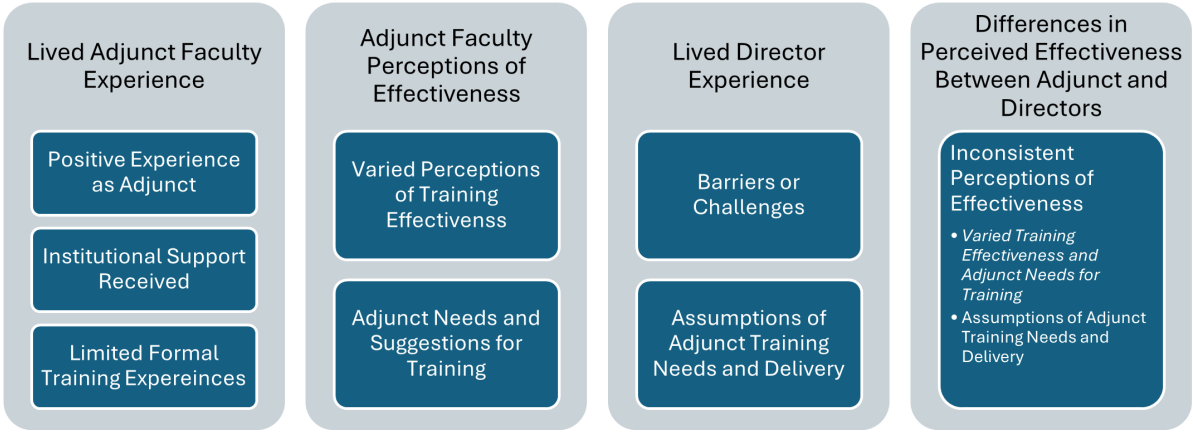 Lived Adjunct Faculty
Experience
Positive Experience
as Adjunct
Institutional Support
Received
Limited Formal
Training Expereinces
Adjunct Faculty
Perceptions of
Effectiveness
Varied Perceptions
of Training
Effectivenss
Adjunct Needs and
Suggestions for
Training
Lived Director
Experience
Barriers or
Challenges
Assumptions of
Adjunct Training
Needs and Delivery
Differences in
Perceived Effectiveness
Between Adjunct and
Directors
Inconsistent
Perceptions of
Effectiveness
• Varied Training
Effectiveness and
Adjunct Needs for
Training
• Assumptions of Adjunct
Training Needs and
Delivery